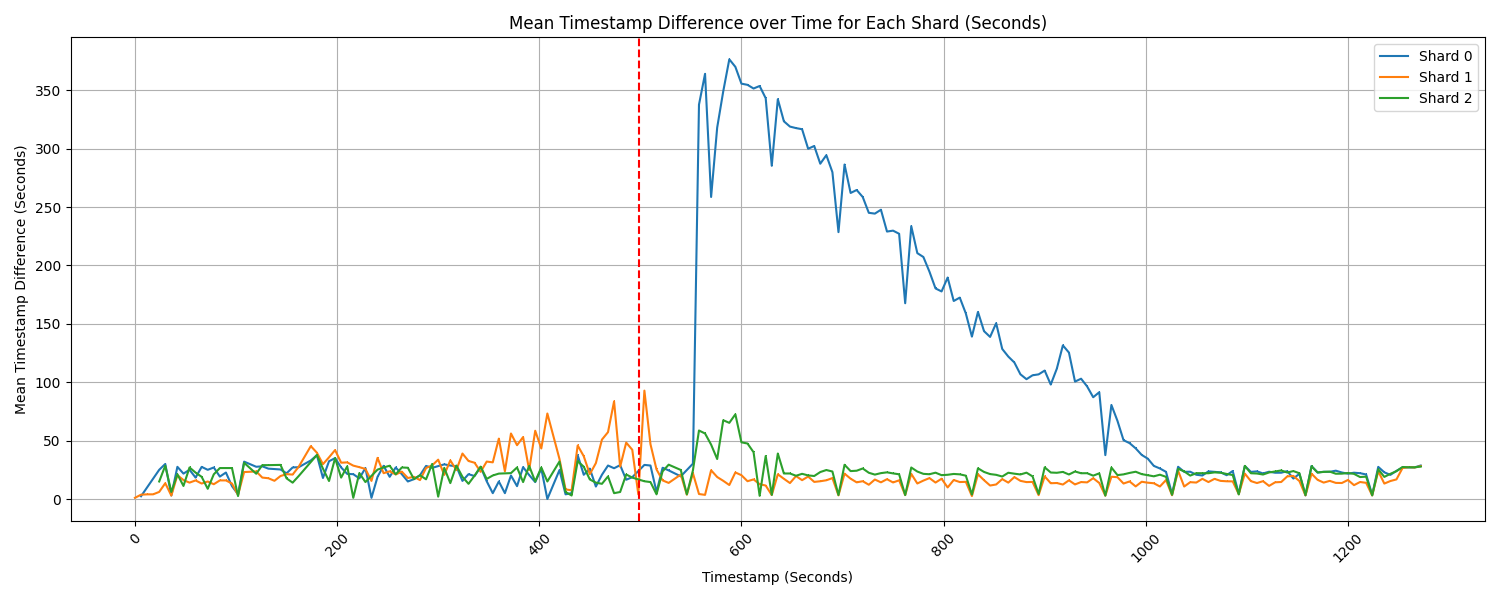 Mean Timestamp Difference over Time for Each Shard (Seconds)
Shard 0
Shard 1
Shard 2
Mean Timestamp Difference (Seconds)
350
300
250
200
150
100
50
0
0
200
400
600
800
1000
1200
Timestamp (Seconds)